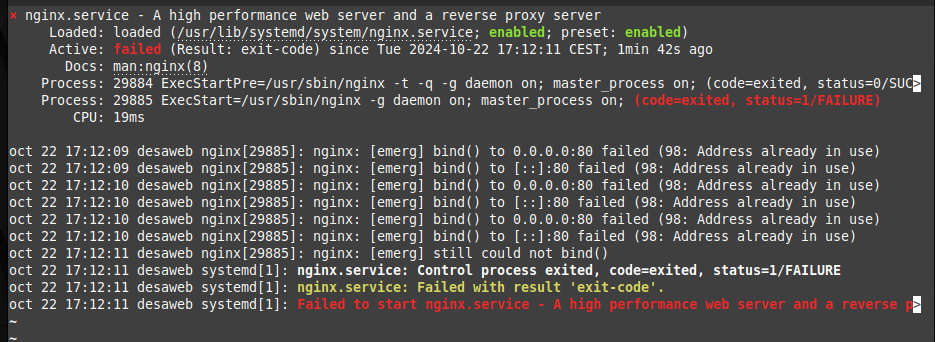 × nginx.service - A high performance web server and a reverse proxy server
Loaded: loaded (/usr/lib/systemd/system/nginx.service; enabled; preset: enabled)
Active: failed (Result: exit-code) since Tue 2024-10-22 17:12:11 CEST; 1min 42s ago
Docs: man:nginx(8)
Process: 29884 ExecStartPre=/usr/sbin/nginx -t -q -g daemon on; master_process on; (code=exited, status=0/SUC>
Process: 29885 ExecStart=/usr/sbin/nginx -g daemon on; master_process on; (code=exited, status=1/FAILURE)
CPU: 19ms

oct 22 17:12:09 desaweb nginx[29885]: nginx: [emerg] bind() to 0.0.0.0:80 failed (98: Address already in use)
oct 22 17:12:09 desaweb nginx[29885]: nginx: [emerg] bind() to [::]:80 failed (98: Address already in use)
oct 22 17:12:10 desaweb nginx[29885]: nginx: [emerg] bind() to 0.0.0.0:80 failed (98: Address already in use)
oct 22 17:12:10 desaweb nginx[29885]: nginx: [emerg] bind() to [::]:80 failed (98: Address already in use)
oct 22 17:12:10 desaweb nginx[29885]: nginx: [emerg] bind() to 0.0.0.0:80 failed (98: Address already in use)
oct 22 17:12:10 desaweb nginx[29885]: nginx: [emerg] bind() to [::]:80 failed (98: Address already in use)
oct 22 17:12:11 desaweb nginx[29885]: nginx: [emerg] still could not bind()
oct 22 17:12:11 desaweb systemd[1]: nginx.service: Control process exited, code=exited, status=1/FAILURE
oct 22 17:12:11 desaweb systemd[1]: nginx.service: Failed with result 'exit-code'.
oct 22 17:12:11 desaweb systemd[1]: Failed to start nginx.service - A high performance web server and a reverse p>
~
~